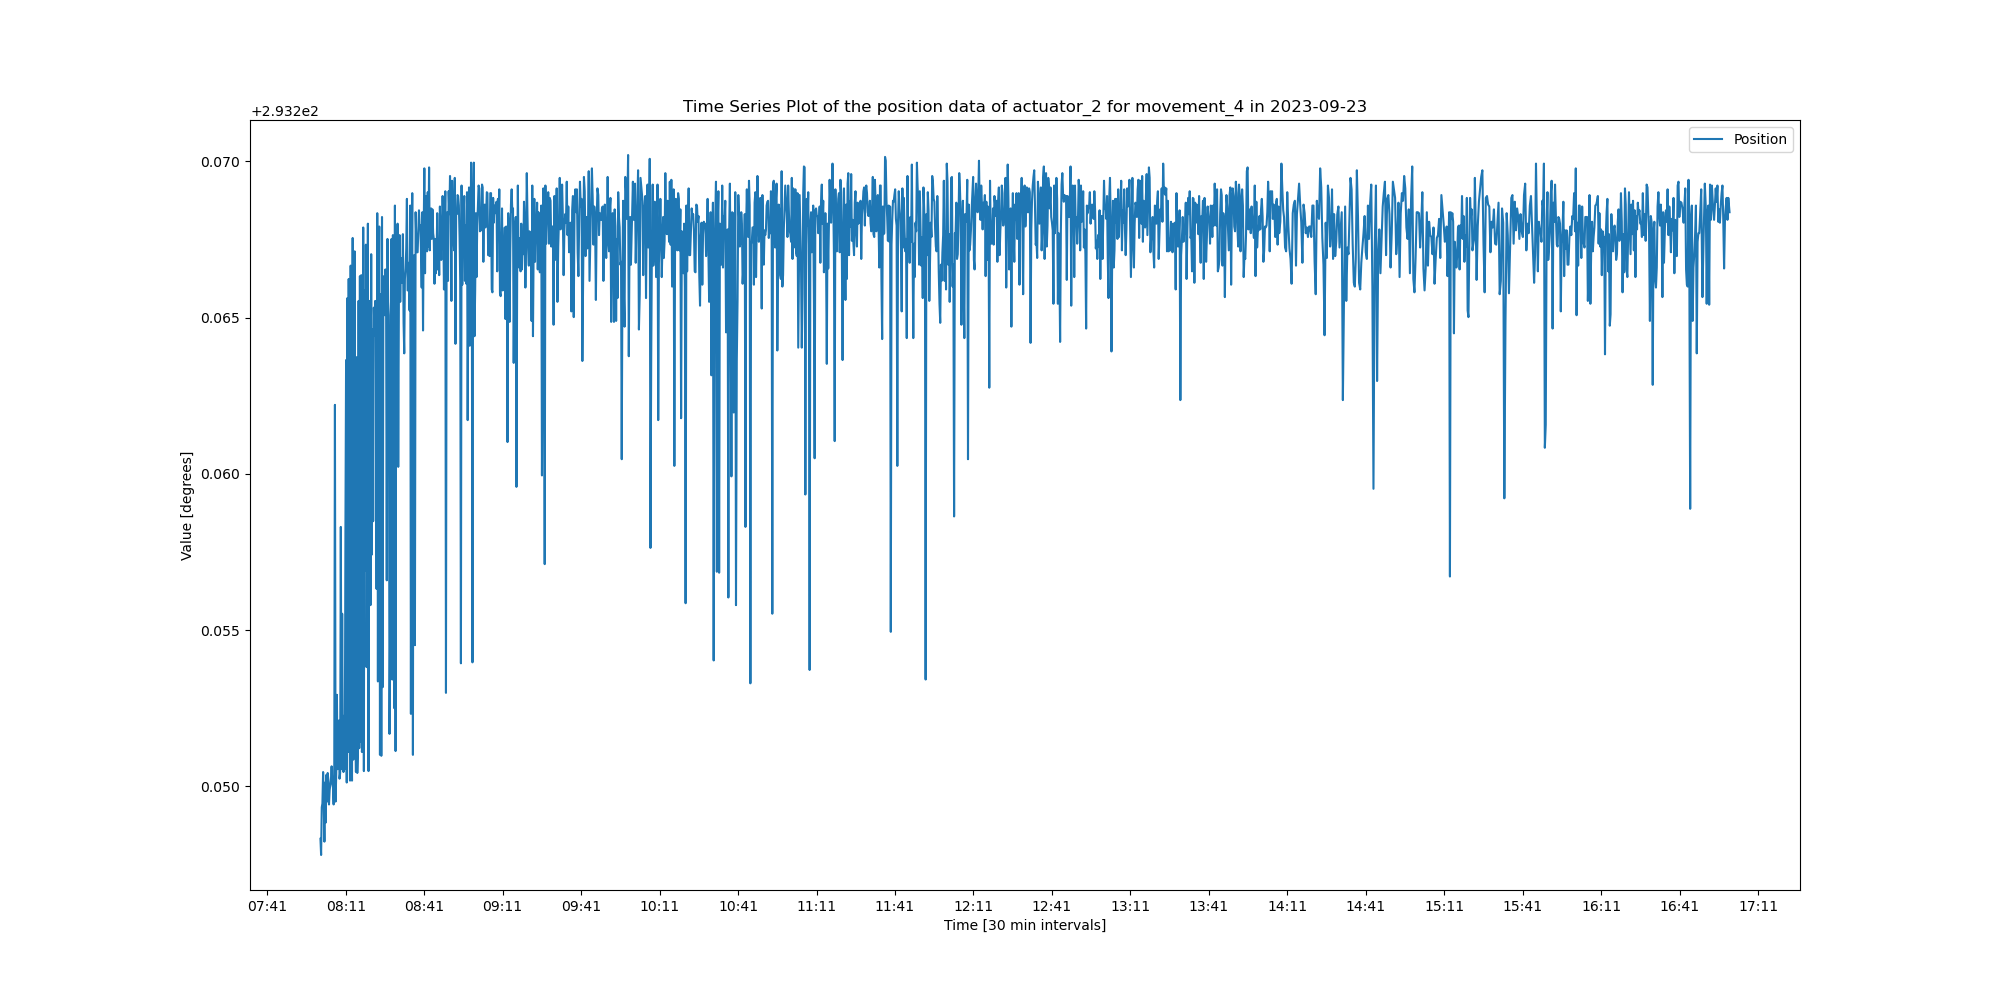 Time Series Plot of the position data of actuator_2 for movement_4 in 2023-09-23
+2.932e2
Position
0.070
0.065
0.060
0.055
0.050
Value [degrees]
07:41 08:11 08:41 09:11 09:41 10:11 10:41 11:11 11:41 12:11 12:41 13:11 13:41 14:11 14:41 15:11 15:41 16:11 16:41 17:11
Time [30 min intervals]